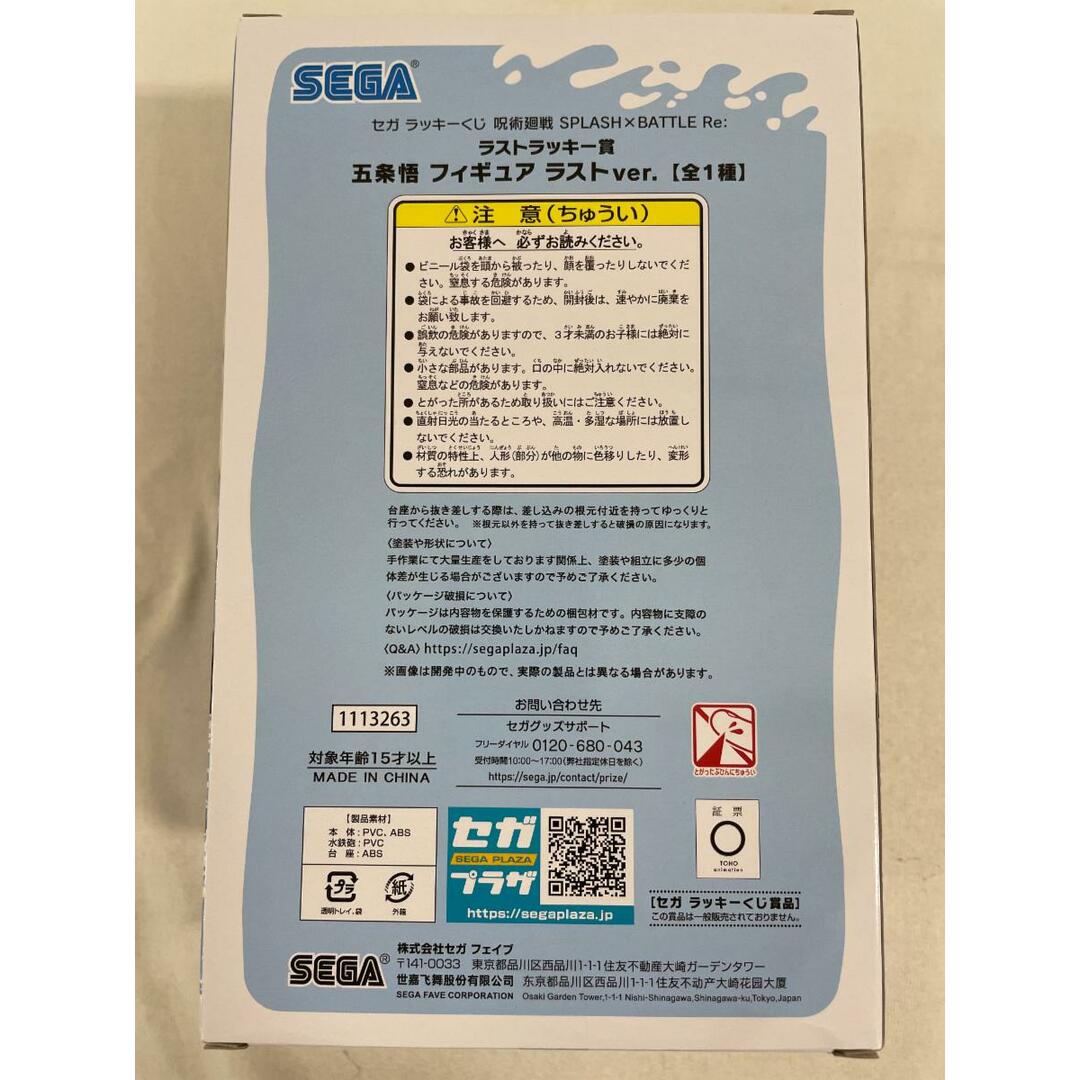 SEGA®
セガ ラッキーくじ 呪術廻戦 SPLASH×BATTLE Re:
ラストラッキー賞
五条悟 フィギュア ラストver.【全1種】
⚠注 意(ちゅうい)
お客様へ 必ずお読みください。
●ビニール袋を頭から被ったり、顔を覆ったりしないでくだ
さい。窒息する危険があります。
●袋による事故を回避するため、開封後は、速やかに廃棄を
お願い致します。
●誤飲の危険がありますので、3才未満のお子様には絶対に
与えないでください。
●小さな部品があります。口の中に絶対入れないでください。
窒息などの危険があります。
●とがった所があるため取り扱いにはご注意ください。
●直射日光の当たるところや、高温・多湿な場所には放置し
ないでください。
●材質の特性上、人形(部分)が他の物に色移りしたり、変形
する恐れがあります。
台座から抜き差しする際は、差し込みの根元付近を持ってゆっくりと
行ってください。 ※根元以外を持って抜き差しすると破損の原因になります。
〈塗装や形状について〉
手作業にて大量生産をしております関係上、塗装や組立に多少の個
体差が生じる場合がございますので予めご了承ください。
〈パッケージ破損について〉
パッケージは内容物を保護するための梱包材です。内容物に支障の
ないレベルの破損は交換いたしかねますので予めご了承ください。
〈Q&A〉https://segaplaza.jp/faq
※画像は開発中のもので、実際の製品とは異なる場合があります。
1113263
対象年齢15才以上
MADE IN CHINA
お問い合わせ先
セガグッズサポート
フリーダイヤル 0120-680-043
受付時間10:00〜17:00(弊社指定休日を除く)
https://sega.jp/contact/prize/
とがったぶひんにちゅうい
【製品素材】
本 体:PVC、ABS
水鉄砲:PVC
台 座:ABS
プラ
透明トレイ、袋
紙
外箱
セガ
SEGA PLAZA
プラザ
https://segaplaza.jp
証 票
TOHO
animation
[セガ ラッキーくじ賞品]
この賞品は一般販売されておりません。
SEGA®
株式会社セガ フェイブ
〒141-0033 東京都品川区西品川1-1-1住友不動産大崎ガーデンタワー
世嘉飞舞股份有限公司 东京都品川区西品川1-1-1住友不动产大崎花园大厦
SEGA FAVE CORPORATION Osaki Garden Tower,1-1-1 Nishi-Shinagawa,Shinagawa-ku,Tokyo,Japan